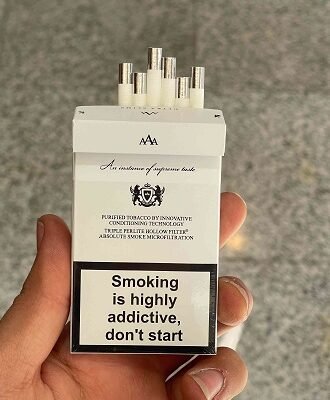 AAA
An instance of supreme taste
PURIFIED TOBACCO BY INNOVATIVE
CONDITIONING TECHNOLOGY
TRIPLE PERLITE HOLLOW FILTER®
ABSOLUTE SMOKE MICROFILTRATION
Smoking
is highly
addictive,
don't start